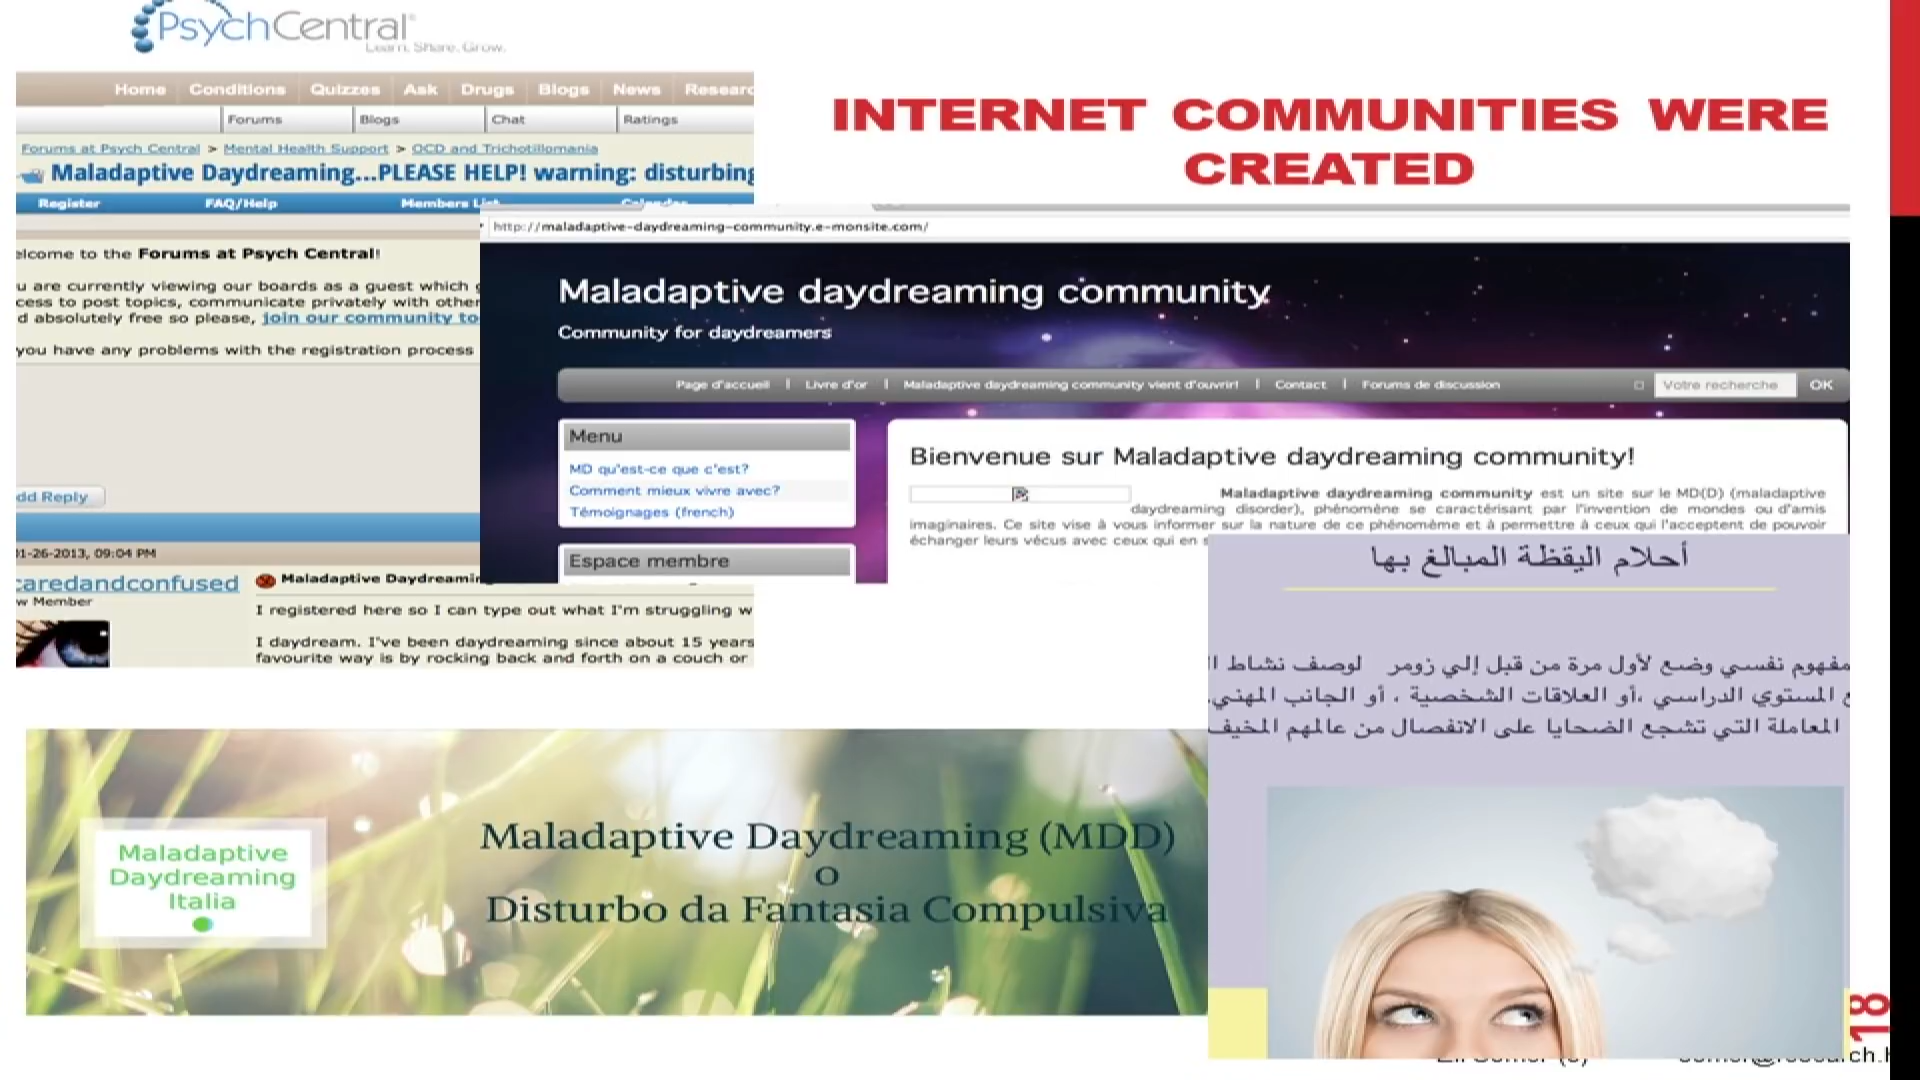 PsychCentral
Learn. Share. Grow.
Home Conditions Quizzes Ask Drugs Blogs News
Forums Blogs Chat Ratings
Forums at Psych Central > Mental Health Support > OCD and Trichotillomania
Maladaptive Daydreaming...PLEASE HELP! warning: disturbing
Register FAQ/Help Members
elcome to the Forums at Psych Central!
u are currently viewing our boards as a guest which
cess to post topics, communicate privately with other
d absolutely free so please, join our community to
you have any problems with the registration process
dd Reply
1-26-2013, 09:04 PM
caredandconfused
w Member
Maladaptive Daydreamin
I registered here so I can type out what I'm struggling w
I daydream. I've been daydreaming since about 15 years
favourite way is by rocking back and forth on a couch or
INTERNET COMMUNITIES WERE
CREATED
http://maladaptive-daydreaming-community.e-monsite.com/
Maladaptive daydreaming community
Community for daydreamers
Page d'accueil | Livre d'or | Maladaptive daydreaming community vient d'ouvrir! | Contact | Forums de discussion Votre recherche OK
Menu
MD qu'est-ce que c'est?
Comment mieux vivre avec?
Témoignages (french)
Espace membre
Bienvenue sur Maladaptive daydreaming community!
Maladaptive daydreaming community est un site sur le MD(D) (maladaptive
daydreaming disorder), phénomène se caractérisant par l'invention de mondes ou d'amis
imaginaires. Ce site vise à vous informer sur la nature de ce phénomène et à permettre à ceux qui l'acceptent de pouvoir
échanger leurs vécus avec ceux qui en s
أحلام اليقظة المبالغ بها
مفهوم نفسي وضع لأول مرة من قبل إلي زومر لوصف نشاط ا
المستوي الدراسي ،أو العلاقات الشخصية ، أو الجانب المهني
المعاملة التي تشجع الضحايا على الانفصال من عالمهم المخيف
Maladaptive
Daydreaming
Italia
Maladaptive Daydreaming (MDD)
o
Disturbo da Fantasia Compulsiva
18